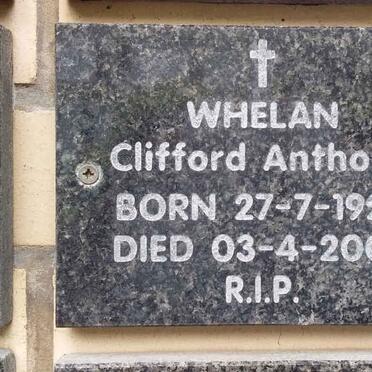 WHELAN
Clifford Antho
BORN 27-7-192
DIED 03-4-200
R.I.P.